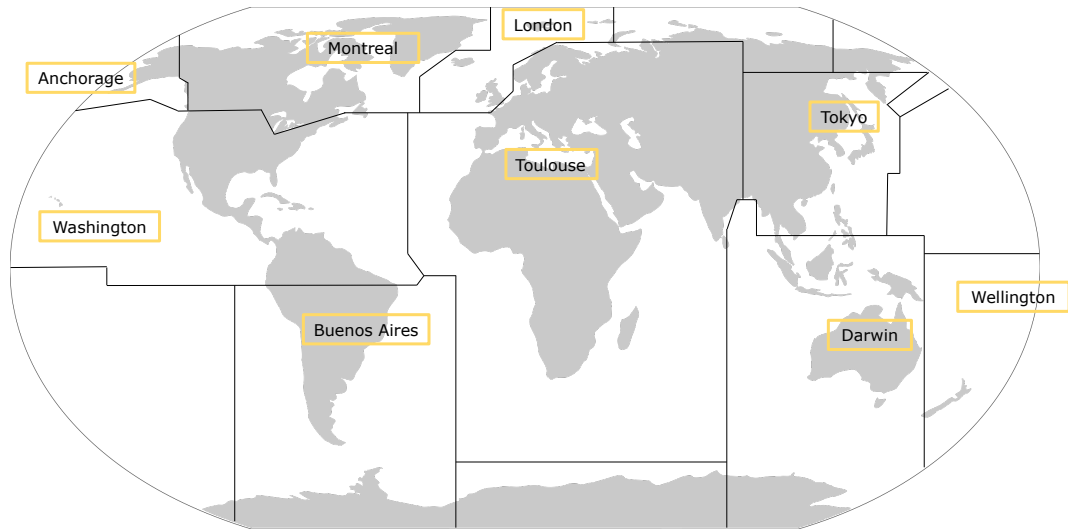 London
Montreal
Anchorage
Tokyo
Toulouse
Washington
Wellington
Buenos Aires
Darwin